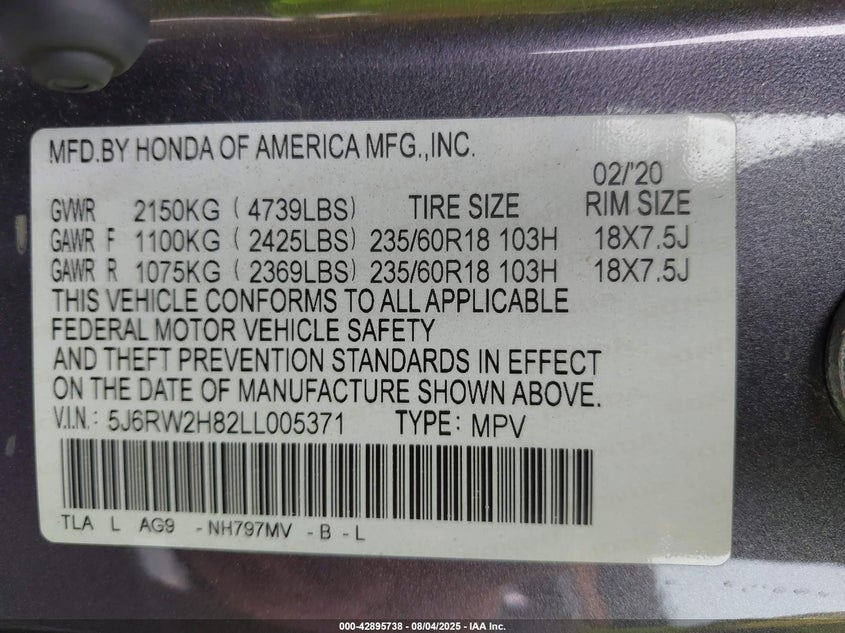 MFD.BY HONDA OF AMERICA MFG.,INC.
02/'20
GVWR 2150KG ( 4739LBS) TIRE SIZE RIM SIZE
GAWR F 1100KG ( 2425LBS) 235/60R18 103H 18X7.5J
GAWR R 1075KG ( 2369LBS) 235/60R18 103H 18X7.5J
THIS VEHICLE CONFORMS TO ALL APPLICABLE
FEDERAL MOTOR VEHICLE SAFETY
AND THEFT PREVENTION STANDARDS IN EFFECT
ON THE DATE OF MANUFACTURE SHOWN ABOVE.
V.I.N.: 5J6RW2H82LL005371 TYPE: MPV
TLA L AG9 -NH797MV -B -L
000-42895738 - 08/04/2025 - IAA Inc.